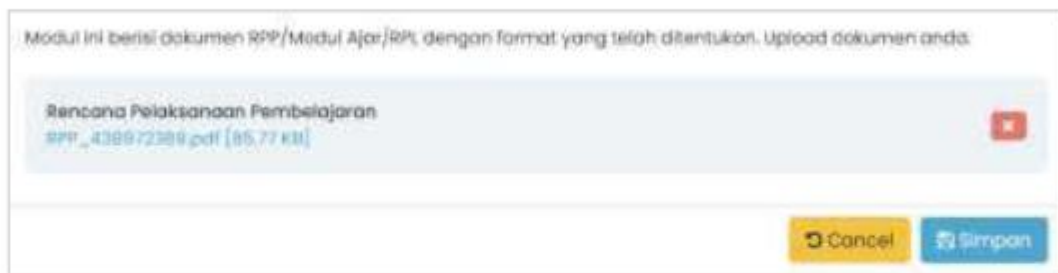 Modul ini berisi dokumen RPP/Modul Ajar/RPL dengan format yang telah ditentukan. Upload dokumen anda.
Rencana Pelaksanaan Pembelajaran
.pdf [85.77 KB]
Cancel
Simpan